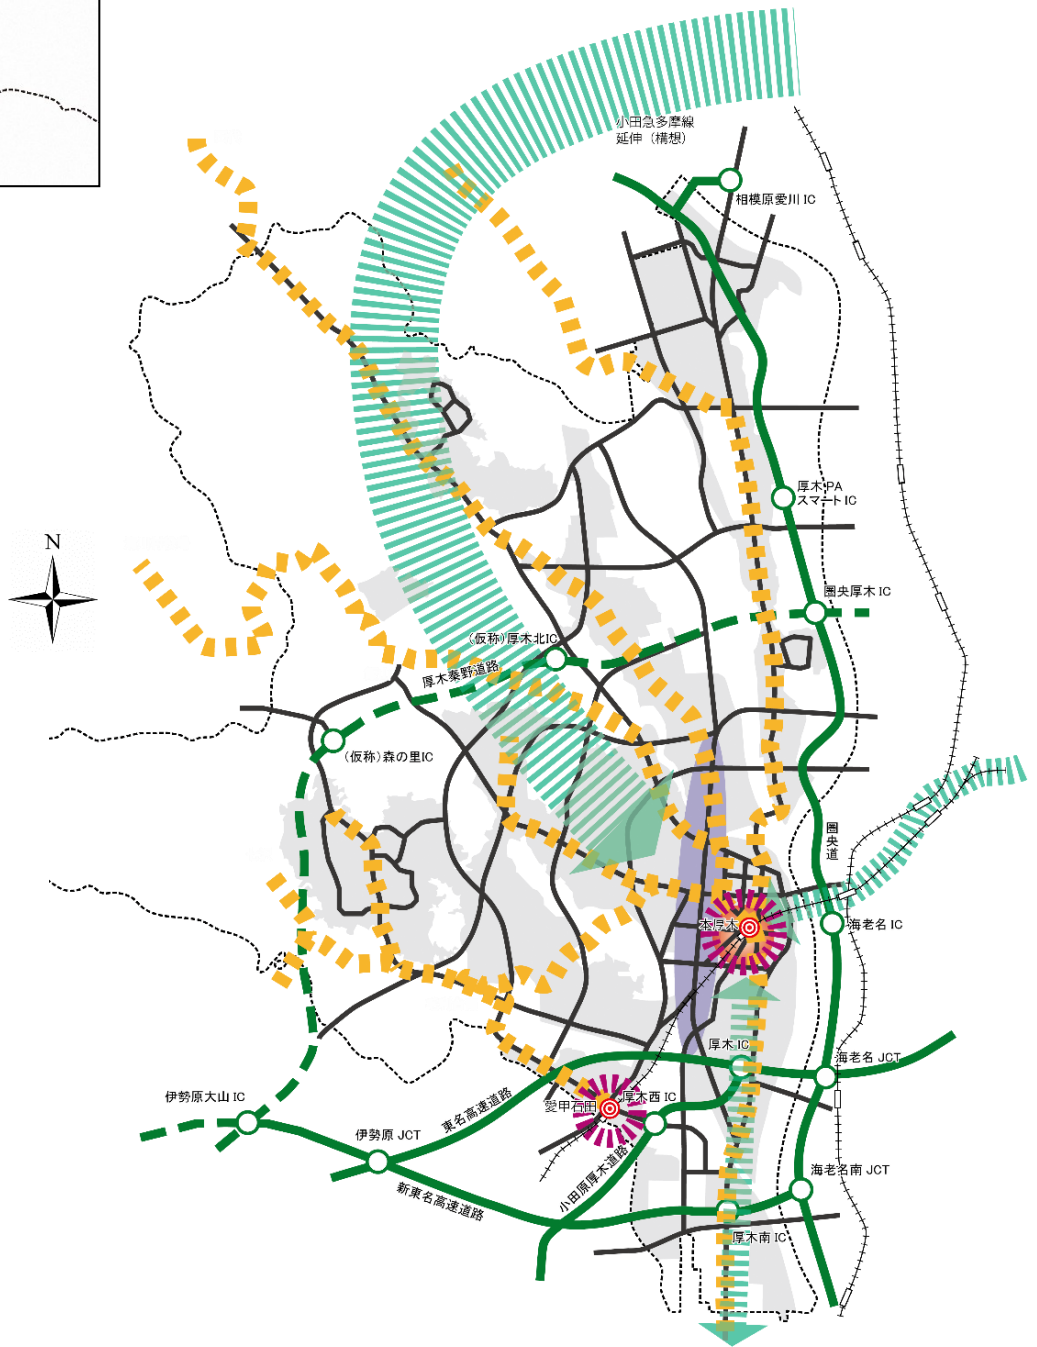 小田急多摩線
延伸（構想）
相模原愛川 IC
厚木 PA
スマート IC
N
圏央厚木 IC
（仮称）厚木北IC
厚木秦野道路
（仮称）森の里IC
圏央道
本厚木
海老名 IC
厚木 IC
海老名 JCT
伊勢原大山 IC
東名高速道路
愛甲石田
厚木西 IC
伊勢原 JCT
小田原厚木道路
海老名南 JCT
新東名高速道路
厚木南 IC